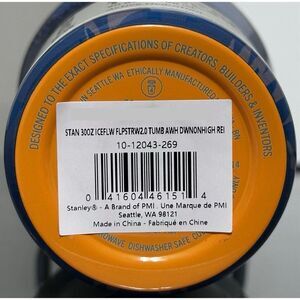 DESIGNED TO THE EXACT SPECIFICATIONS OF CREATORS, BUILDERS & INVENTORS
IN SEATTLE, WA ETHICALLY MANUFACTURED
STAN 30OZ ICEFLW FLPSTRW2.0 TUMB AWH DWNONHIGH REI
10-12043-269
0 41604 46151 4
Stanley® - A Brand of PMI . Une Marque de PMI
Seattle, WA 98121
Made in China - Fabriqué en Chine
DISHWASHER SAFE